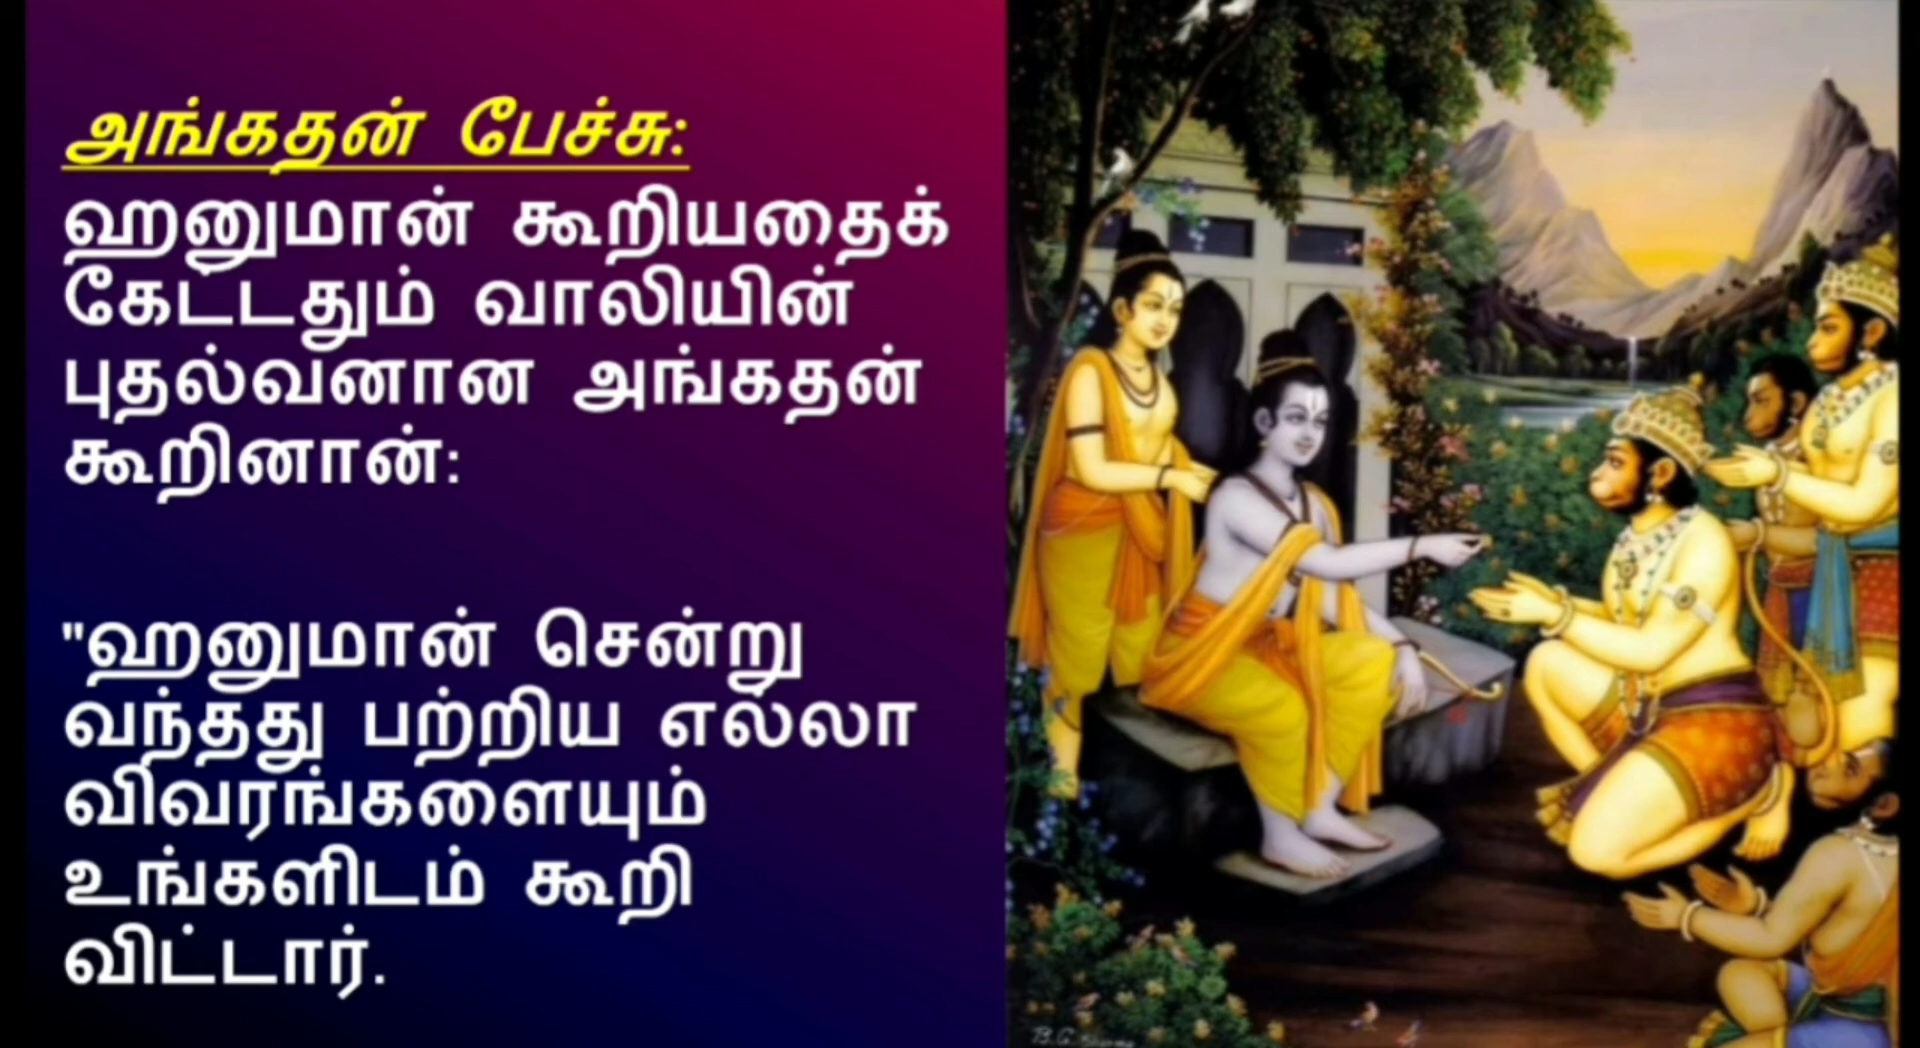 அங்கதன் பேச்சு:
ஹனுமான் கூறியதைக்
கேட்டதும் வாலியின்
புதல்வனான அங்கதன்
கூறினான்:
"ஹனுமான் சென்று
வந்தது பற்றிய எல்லா
விவரங்களையும்
உங்களிடம் கூறி
விட்டார்.
B.G. Sharma